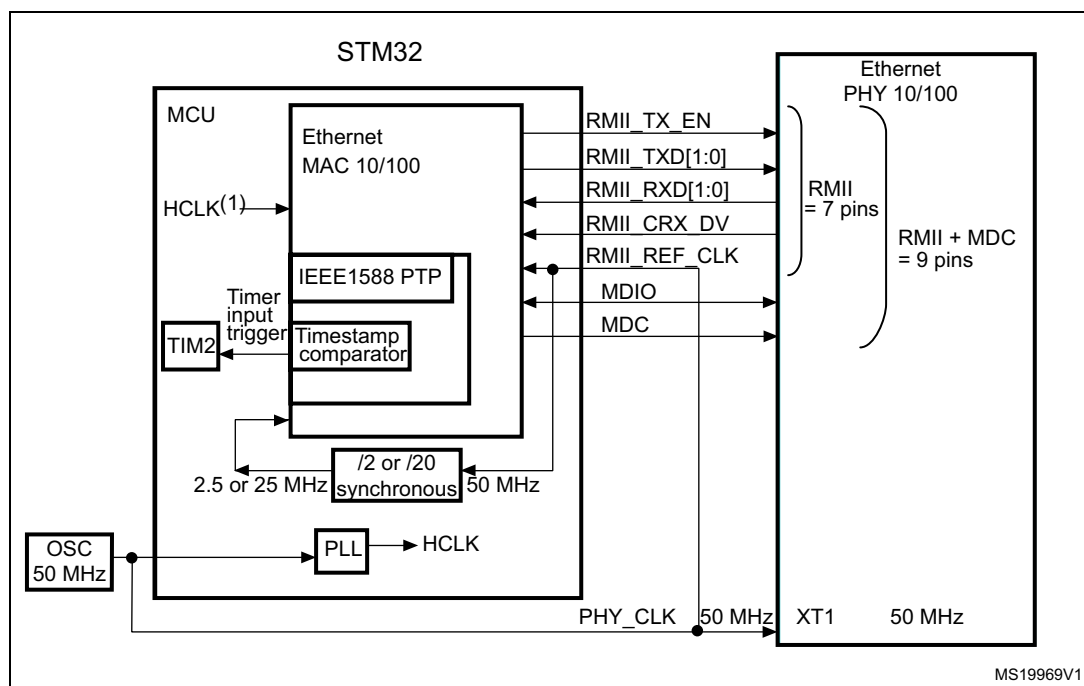 STM32
MCU
Ethernet
MAC 10/100
HCLK(1)
IEEE1588 PTP
Timer
input
trigger
TIM2
Timestamp
comparator
/2 or /20
synchronous
2.5 or 25 MHz
50 MHz
OSC
50 MHz
PLL
HCLK
RMII_TX_EN
RMII_TXD[1:0]
RMII_RXD[1:0]
RMII_CRX_DV
RMII_REF_CLK
MDIO
MDC
PHY_CLK 50 MHz
Ethernet
PHY 10/100
RMII
= 7 pins
RMII + MDC
= 9 pins
XT1 50 MHz
MS19969V1